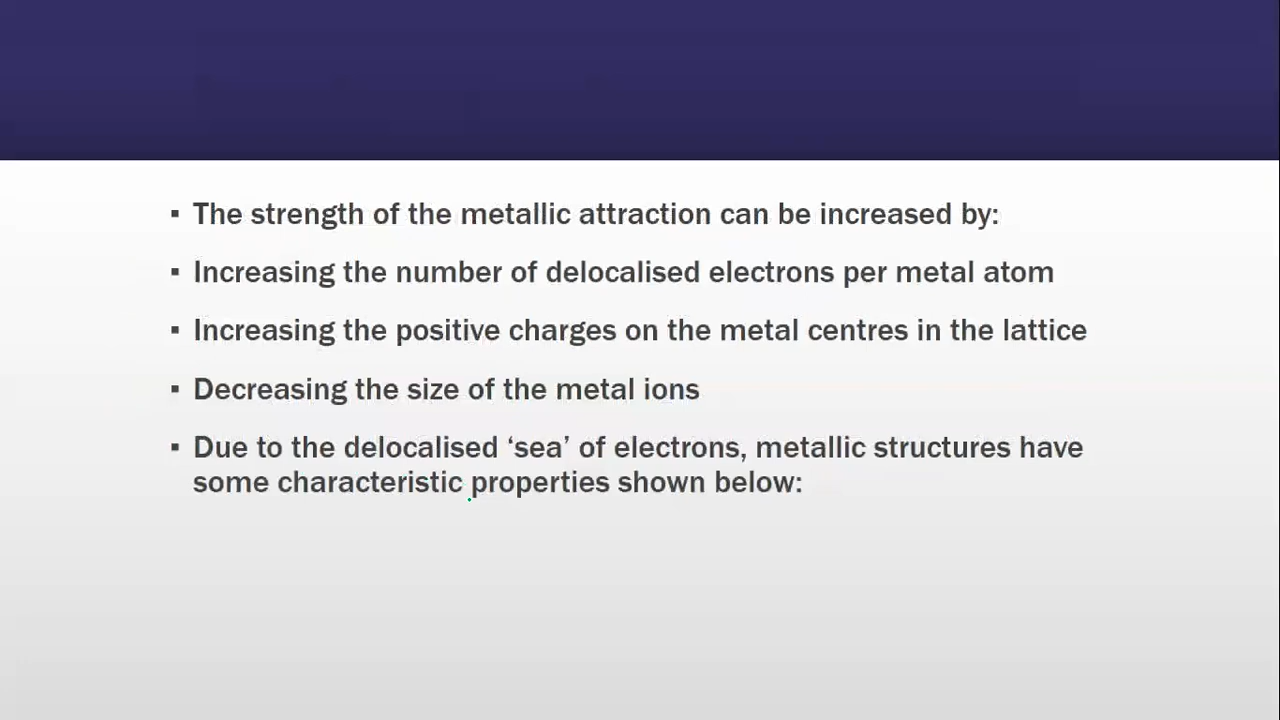 ▪ The strength of the metallic attraction can be increased by:
▪ Increasing the number of delocalised electrons per metal atom
▪ Increasing the positive charges on the metal centres in the lattice
▪ Decreasing the size of the metal ions
▪ Due to the delocalised ‘sea’ of electrons, metallic structures have
some characteristic properties shown below: